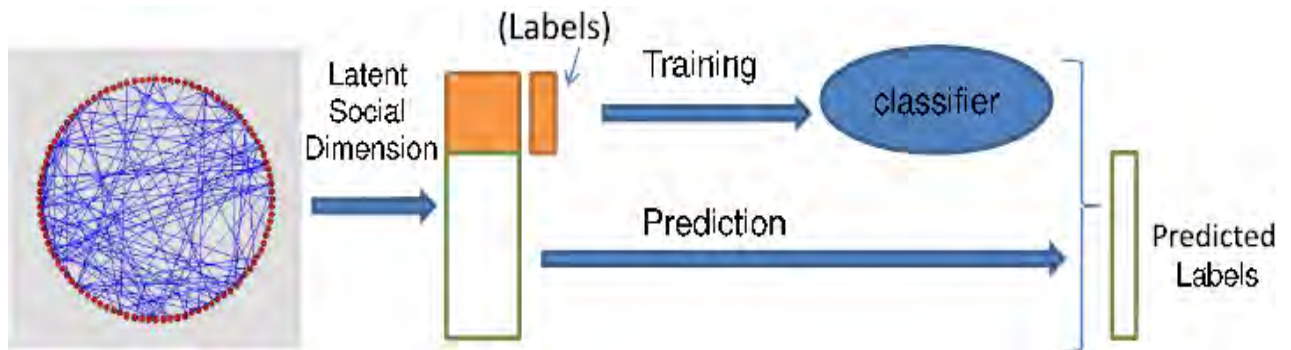 (Labels)
Latent
Social
Dimension
Training
classifier
Prediction
Predicted
Labels